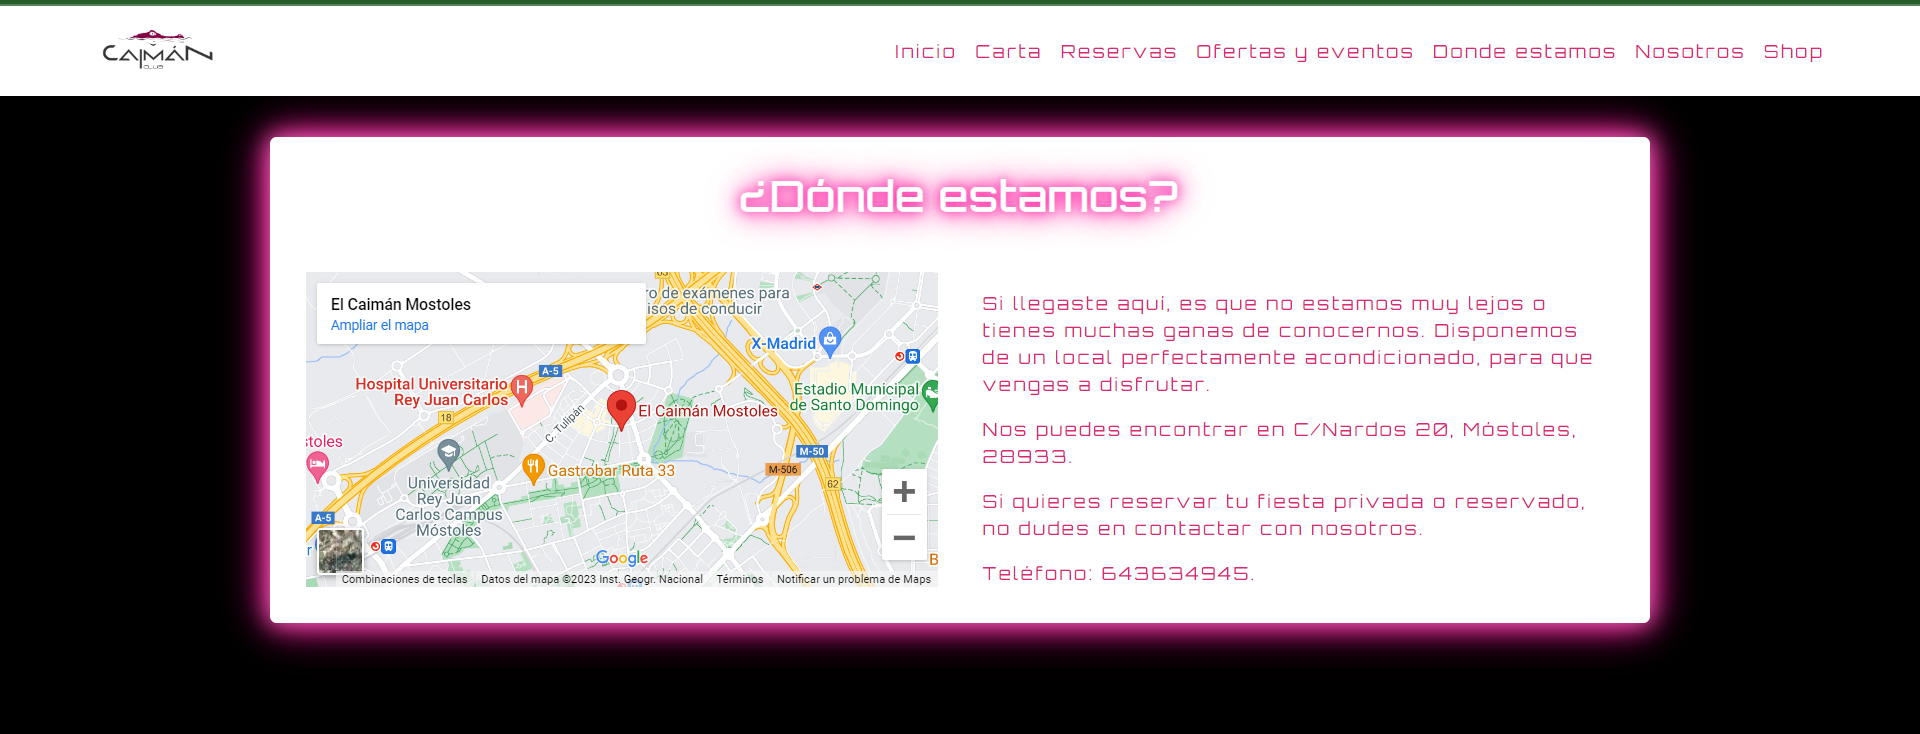 CAIMÁN
CLUB
Inicio Carta Reservas Ofertas y eventos Donde estamos Nosotros Shop
¿Dónde estamos?
El Caimán Mostoles
Ampliar el mapa
ro de exámenes para
isos de conducir
X-Madrid
A-5
Hospital Universitario
Rey Juan Carlos
Estadio Municipal
de Santo Domingo
El Caimán Mostoles
18
C. Tulipán
stoles
M-50
M-506
Gastrobar Ruta 33
62
Universidad
Rey Juan
Carlos Campus
Móstoles
A-5
r
Google
B
Combinaciones de teclas Datos del mapa ©2023 Inst. Geogr. Nacional Términos Notificar un problema de Maps
Si llegaste aquí, es que no estamos muy lejos o
tienes muchas ganas de conocernos. Disponemos
de un local perfectamente acondicionado, para que
vengas a disfrutar.
Nos puedes encontrar en C/Nardos 20, Móstoles,
28933.
Si quieres reservar tu fiesta privada o reservado,
no dudes en contactar con nosotros.
Teléfono: 643634945.